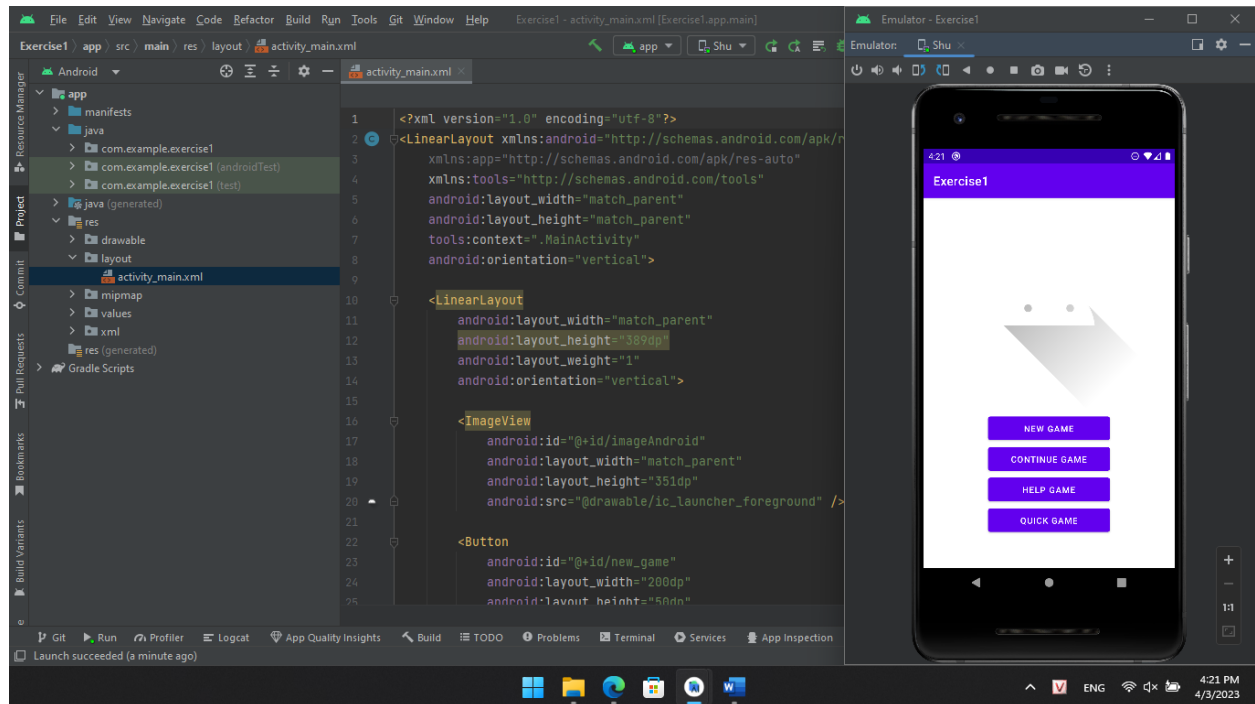 File Edit View Navigate Code Refactor Build Run Tools Git Window Help Exercise1 - activity_main.xml [Exercise1.app.main]
Exercise1 app src main res layout activity_main.xml app Shu
Android
activity_main.xml
Resource Manager
Project
Commit
Pull Requests
Bookmarks
Build Variants
app
manifests
java
com.example.exercise1
com.example.exercise1 (androidTest)
com.example.exercise1 (test)
java (generated)
res
drawable
layout
activity_main.xml
mipmap
values
xml
res (generated)
Gradle Scripts
1 <?xml version="1.0" encoding="utf-8"?>
2 <LinearLayout xmlns:android="http://schemas.android.com/apk/r
3 xmlns:app="http://schemas.android.com/apk/res-auto"
4 xmlns:tools="http://schemas.android.com/tools"
5 android:layout_width="match_parent"
6 android:layout_height="match_parent"
7 tools:context=".MainActivity"
8 android:orientation="vertical">
9
10 <LinearLayout
11 android:layout_width="match_parent"
12 android:layout_height="389dp"
13 android:layout_weight="1"
14 android:orientation="vertical">
15
16 <ImageView
17 android:id="@+id/imageAndroid"
18 android:layout_width="match_parent"
19 android:layout_height="351dp"
20 android:src="@drawable/ic_launcher_foreground" />
21
22 <Button
23 android:id="@+id/new_game"
24 android:layout_width="200dp"
25 android:layout_height="50dp"
Emulator - Exercise1
Emulator: Shu
4:21
Exercise1
NEW GAME
CONTINUE GAME
HELP GAME
QUICK GAME
1:1
Git Run Profiler Logcat App Quality Insights Build TODO Problems Terminal Services App Inspection
Launch succeeded (a minute ago)
V ENG 4:21 PM
4/3/2023